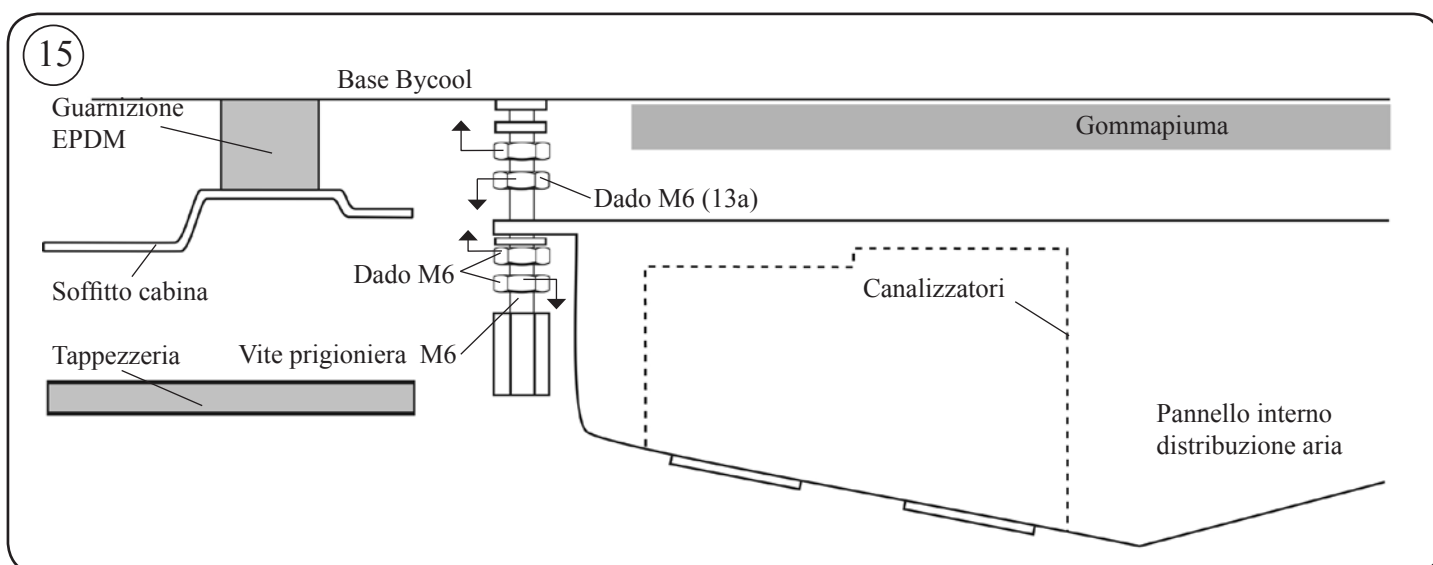 15
Base Bycool
Guarnizione
EPDM
Gommapiuma
Dado M6 (13a)
Dado M6
Soffitto cabina
Canalizzatori
Tappezzeria
Vite prigioniera M6
Pannello interno
distribuzione aria